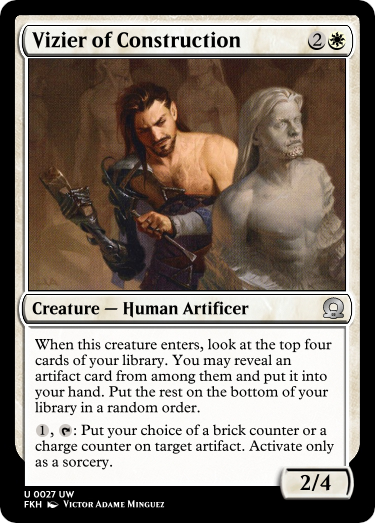 Vizier of Construction 2
Creature — Human Artificer
When this creature enters, look at the top four
cards of your library. You may reveal an
artifact card from among them and put it into
your hand. Put the rest on the bottom of your
library in a random order.
1, : Put your choice of a brick counter or a
charge counter on target artifact. Activate only
as a sorcery.
2/4
U 0027 UW
FKH Victor Adame Minguez